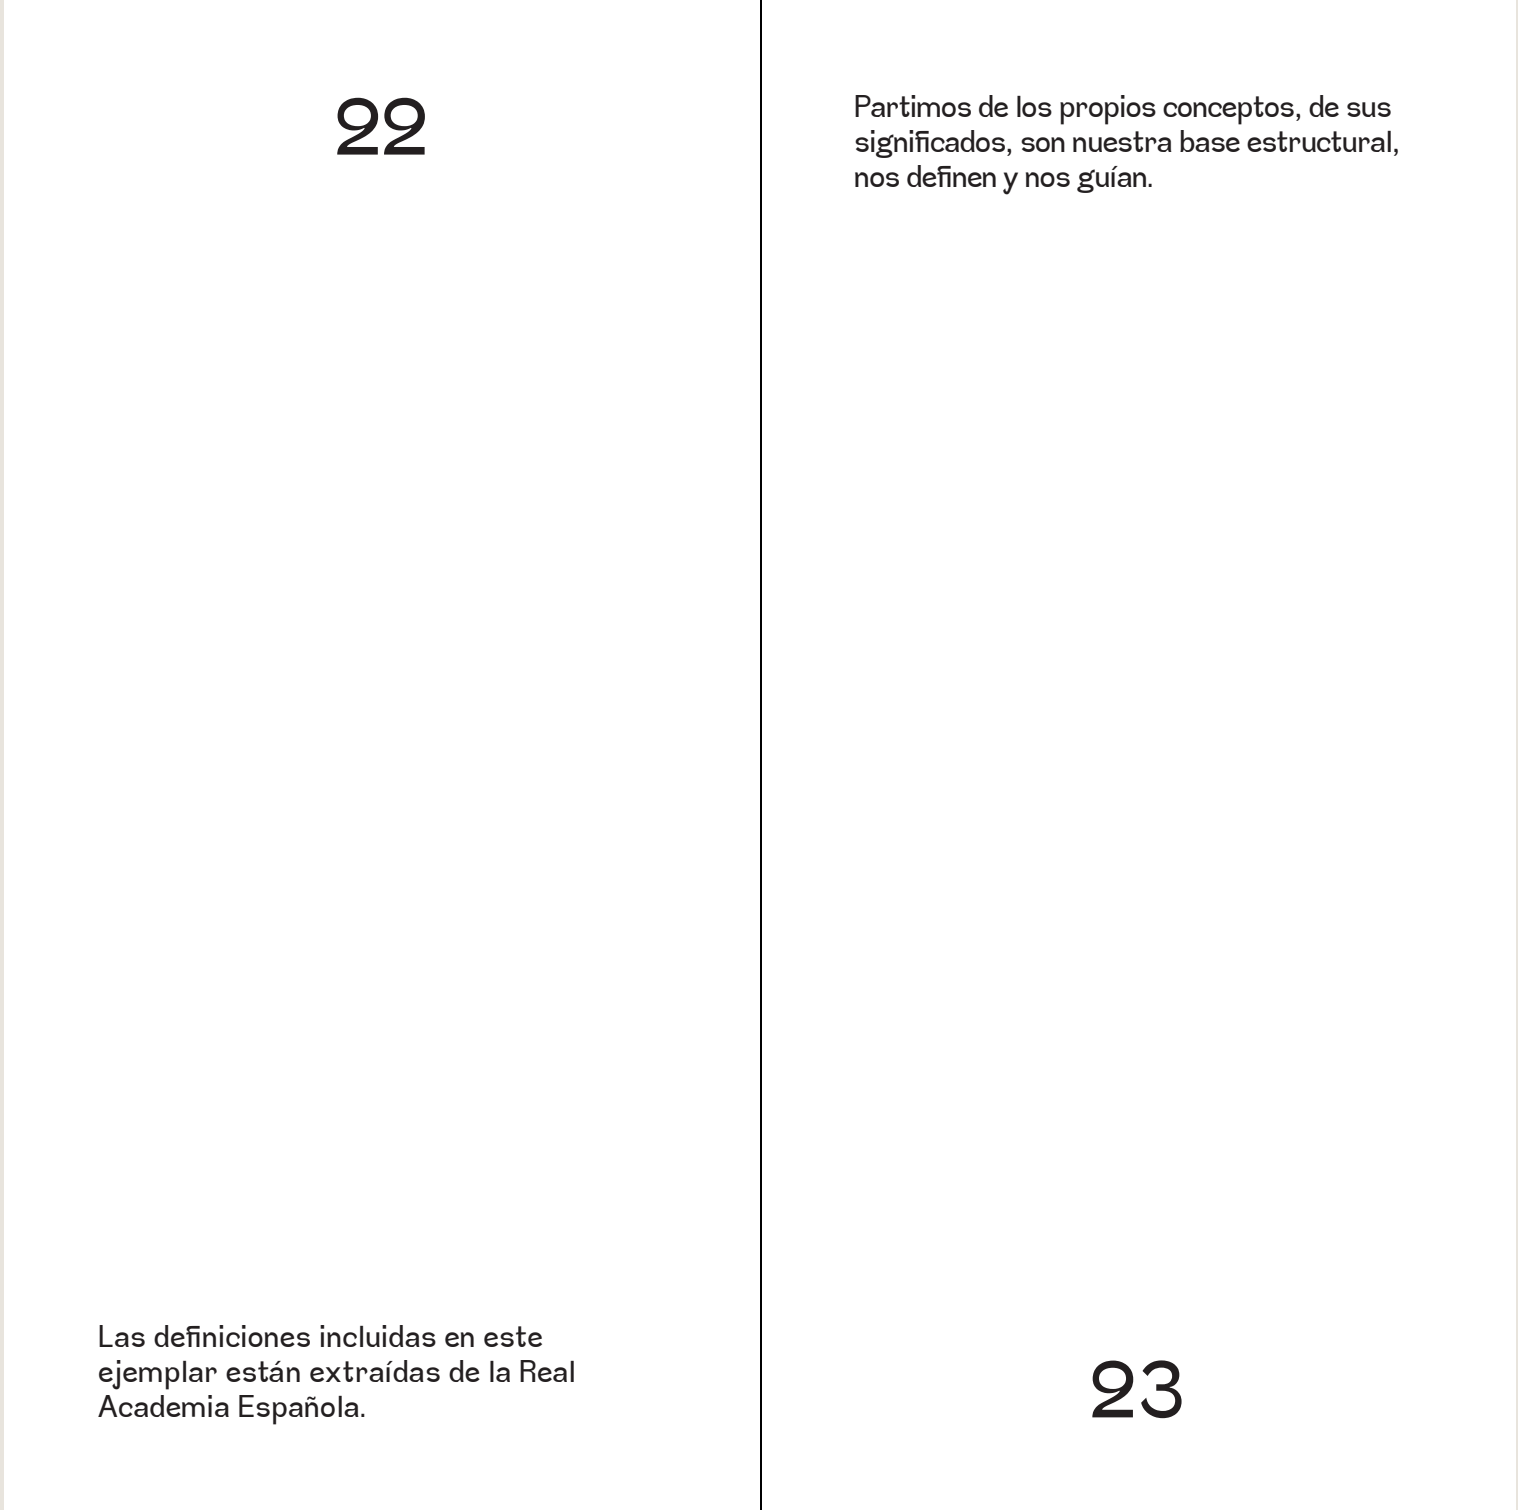 22
Las definiciones incluidas en este
ejemplar están extraídas de la Real
Academia Española.
Partimos de los propios conceptos, de sus
significados, son nuestra base estructural,
nos definen y nos guían.
23